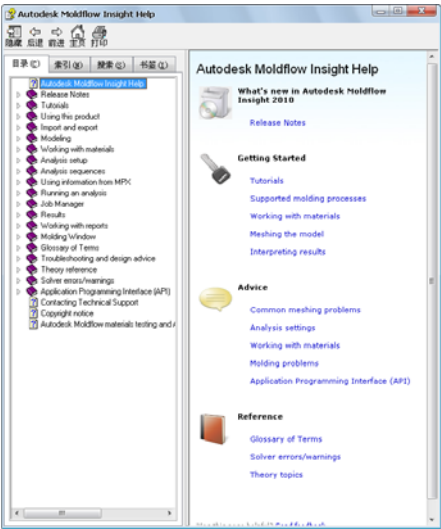 Autodesk Moldflow Insight Help
隐藏 后退 前进 主页 打印
目录(C) 索引(N) 搜索(S) 书签(I)
Autodesk Moldflow Insight Help
Release Notes
Tutorials
Using this product
Import and export
Modeling
Working with materials
Analysis setup
Analysis sequences
Using information from MPX
Running an analysis
Job Manager
Results
Working with reports
Molding Window
Glossary of Terms
Troubleshooting and design advice
Theory reference
Solver errors/warnings
Application Programming Interface (API)
Contacting Technical Support
Copyright notice
Autodesk Moldflow materials testing and
Autodesk Moldflow Insight Help
What's new in Autodesk Moldflow
Insight 2010
Release Notes
Getting Started
Tutorials
Supported molding processes
Working with materials
Meshing the model
Interpreting results
Advice
Common meshing problems
Analysis settings
Working with materials
Molding problems
Application Programming Interface (API)
Reference
Glossary of Terms
Solver errors/warnings
Theory topics